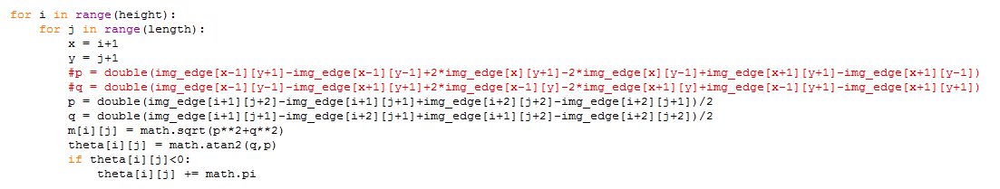 for i in range(height):
    for j in range(length):
        x = i+1
        y = j+1
        #p = double(img_edge[x-1][y+1]-img_edge[x-1][y-1]+2*img_edge[x][y+1]-2*img_edge[x][y-1]+img_edge[x+1][y+1]-img_edge[x+1][y-1])
        #q = double(img_edge[x-1][y-1]-img_edge[x+1][y+1]+2*img_edge[x-1][y]-2*img_edge[x+1][y]+img_edge[x-1][y+1]-img_edge[x+1][y+1])
        p = double(img_edge[i+1][j+2]-img_edge[i+1][j+1]+img_edge[i+2][j+2]-img_edge[i+2][j+1])/2
        q = double(img_edge[i+1][j+1]-img_edge[i+2][j+1]+img_edge[i+1][j+2]-img_edge[i+2][j+2])/2
        m[i][j] = math.sqrt(p**2+q**2)
        theta[i][j] = math.atan2(q,p)
        if theta[i][j]<0:
            theta[i][j] += math.pi